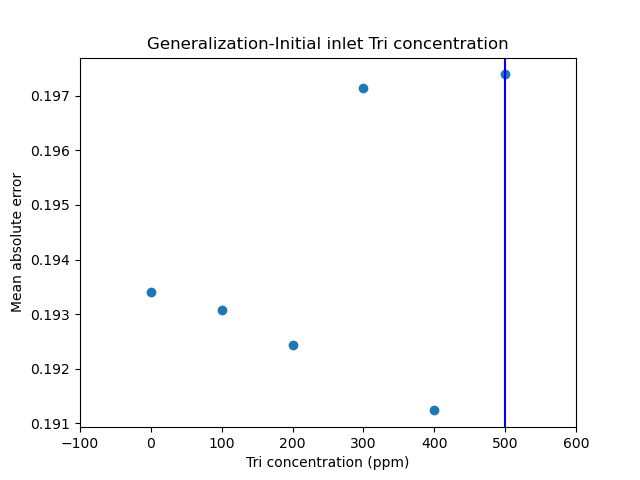 Generalization-Initial inlet Tri concentration
Mean absolute error
0.197
0.196
0.195
0.194
0.193
0.192
0.191
−100 0 100 200 300 400 500 600
Tri concentration (ppm)